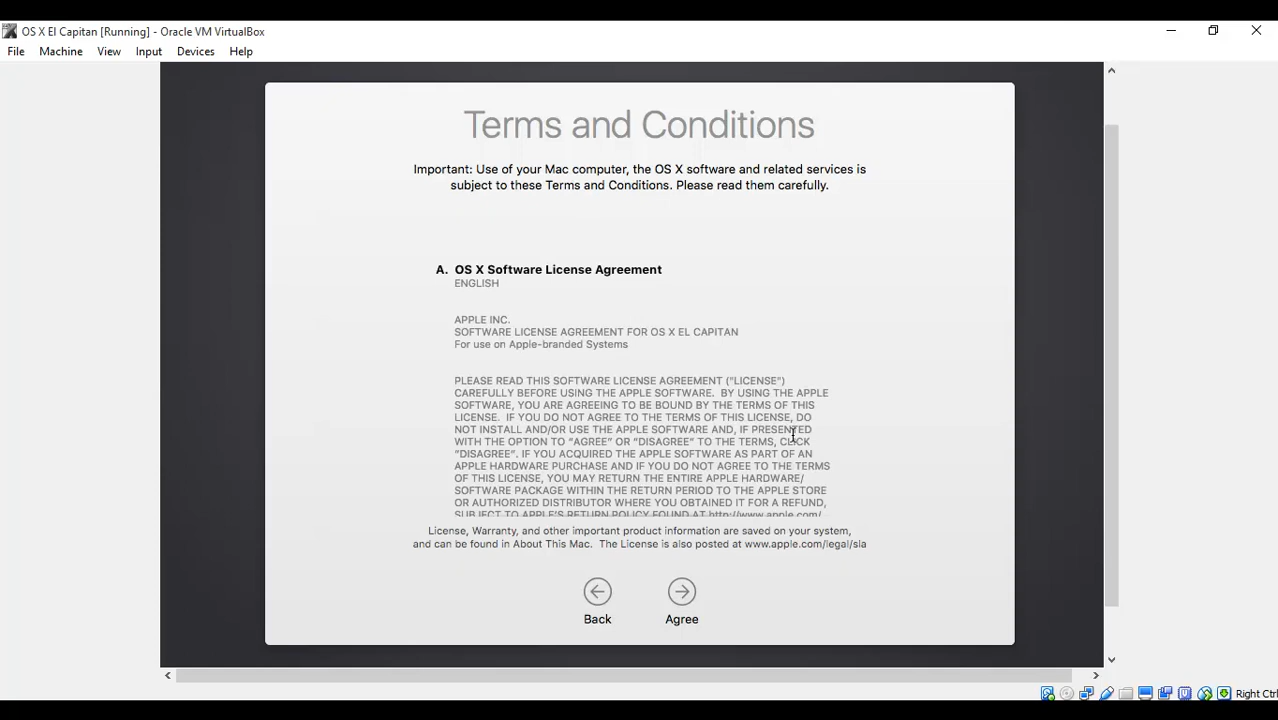 OS X El Capitan [Running] - Oracle VM VirtualBox
File Machine View Input Devices Help
Terms and Conditions
Important: Use of your Mac computer, the OS X software and related services is
subject to these Terms and Conditions. Please read them carefully.
A. OS X Software License Agreement
ENGLISH
APPLE INC.
SOFTWARE LICENSE AGREEMENT FOR OS X EL CAPITAN
For use on Apple-branded Systems
PLEASE READ THIS SOFTWARE LICENSE AGREEMENT ("LICENSE")
CAREFULLY BEFORE USING THE APPLE SOFTWARE. BY USING THE APPLE
SOFTWARE, YOU ARE AGREEING TO BE BOUND BY THE TERMS OF THIS
LICENSE. IF YOU DO NOT AGREE TO THE TERMS OF THIS LICENSE, DO
NOT INSTALL AND/OR USE THE APPLE SOFTWARE AND, IF PRESENTED
WITH THE OPTION TO “AGREE” OR “DISAGREE” TO THE TERMS, CLICK
“DISAGREE”. IF YOU ACQUIRED THE APPLE SOFTWARE AS PART OF AN
APPLE HARDWARE PURCHASE AND IF YOU DO NOT AGREE TO THE TERMS
OF THIS LICENSE, YOU MAY RETURN THE ENTIRE APPLE HARDWARE/
SOFTWARE PACKAGE WITHIN THE RETURN PERIOD TO THE APPLE STORE
OR AUTHORIZED DISTRIBUTOR WHERE YOU OBTAINED IT FOR A REFUND,
SUBJECT TO APPLE'S RETURN POLICY FOUND AT http://www.apple.com/
License, Warranty, and other important product information are saved on your system,
and can be found in About This Mac. The License is also posted at www.apple.com/legal/sla
Back Agree
Right Ctrl